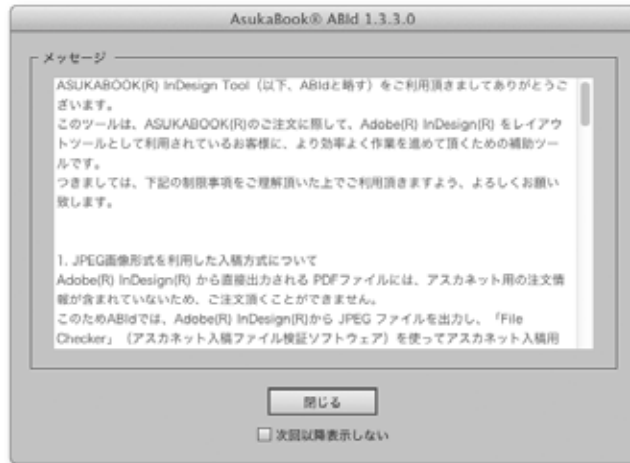 AsukaBook® ABId 1.3.3.0
メッセージ
ASUKABOOK(R) InDesign Tool（以下、ABIdと略す）をご利用頂きましてありがとうご
ざいます。
このツールは、ASUKABOOK(R)のご注文に際して、Adobe(R) InDesign(R) をレイアウ
トツールとして利用されているお客様に、より効率よく作業を進めて頂くための補助ツー
ルです。
つきましては、下記の制限事項をご理解頂いた上でご利用頂きますよう、よろしくお願い
致します。
1. JPEG画像形式を利用した入稿方式について
Adobe(R) InDesign(R) から直接出力される PDFファイルには、アスカネット用の注文情
報が含まれていないため、ご注文頂くことができません。
このためABIdでは、Adobe(R) InDesign(R)から JPEG ファイルを出力し、「File
Checker」（アスカネット入稿ファイル検証ソフトウェア）を使ってアスカネット入稿用
閉じる
次回以降表示しない